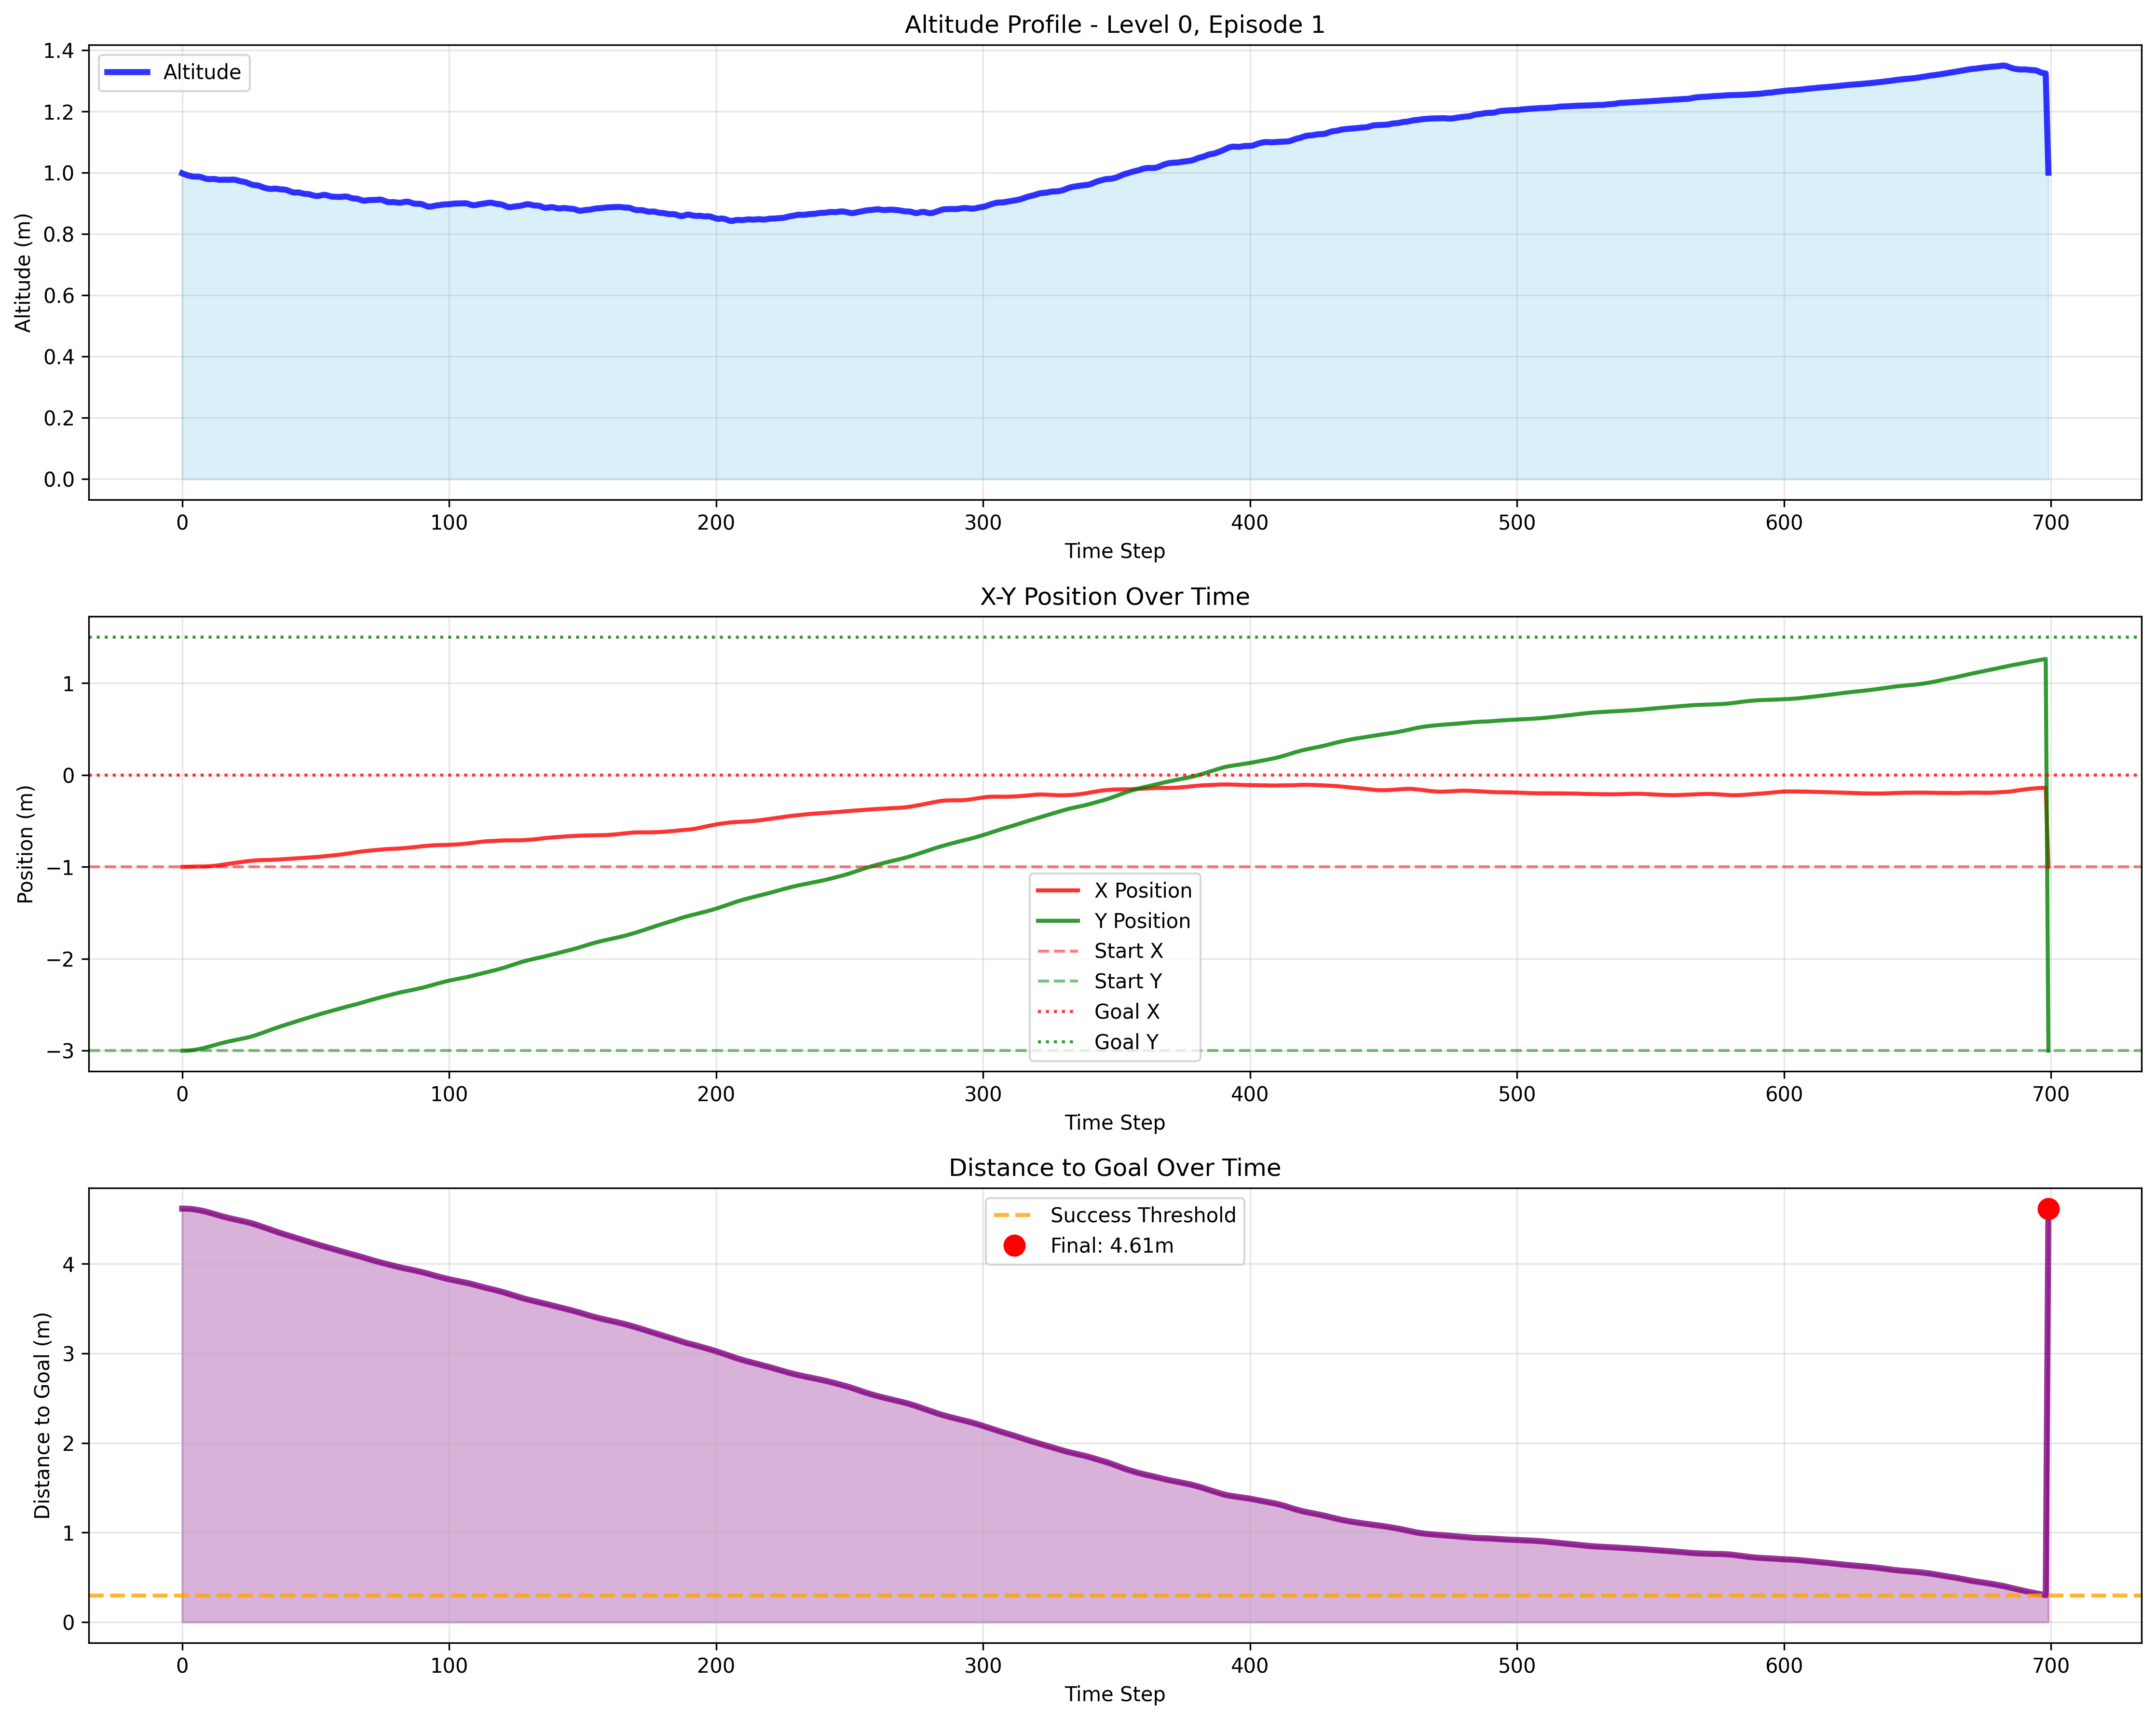 Altitude Profile - Level 0, Episode 1
Altitude
Altitude (m)
1.4
1.2
1.0
0.8
0.6
0.4
0.2
0.0
0 100 200 300 400 500 600 700
Time Step
X-Y Position Over Time
Position (m)
1
0
−1
−2
−3
X Position
Y Position
Start X
Start Y
Goal X
Goal Y
0 100 200 300 400 500 600 700
Time Step
Distance to Goal Over Time
Success Threshold
Final: 4.61m
Distance to Goal (m)
4
3
2
1
0
0 100 200 300 400 500 600 700
Time Step